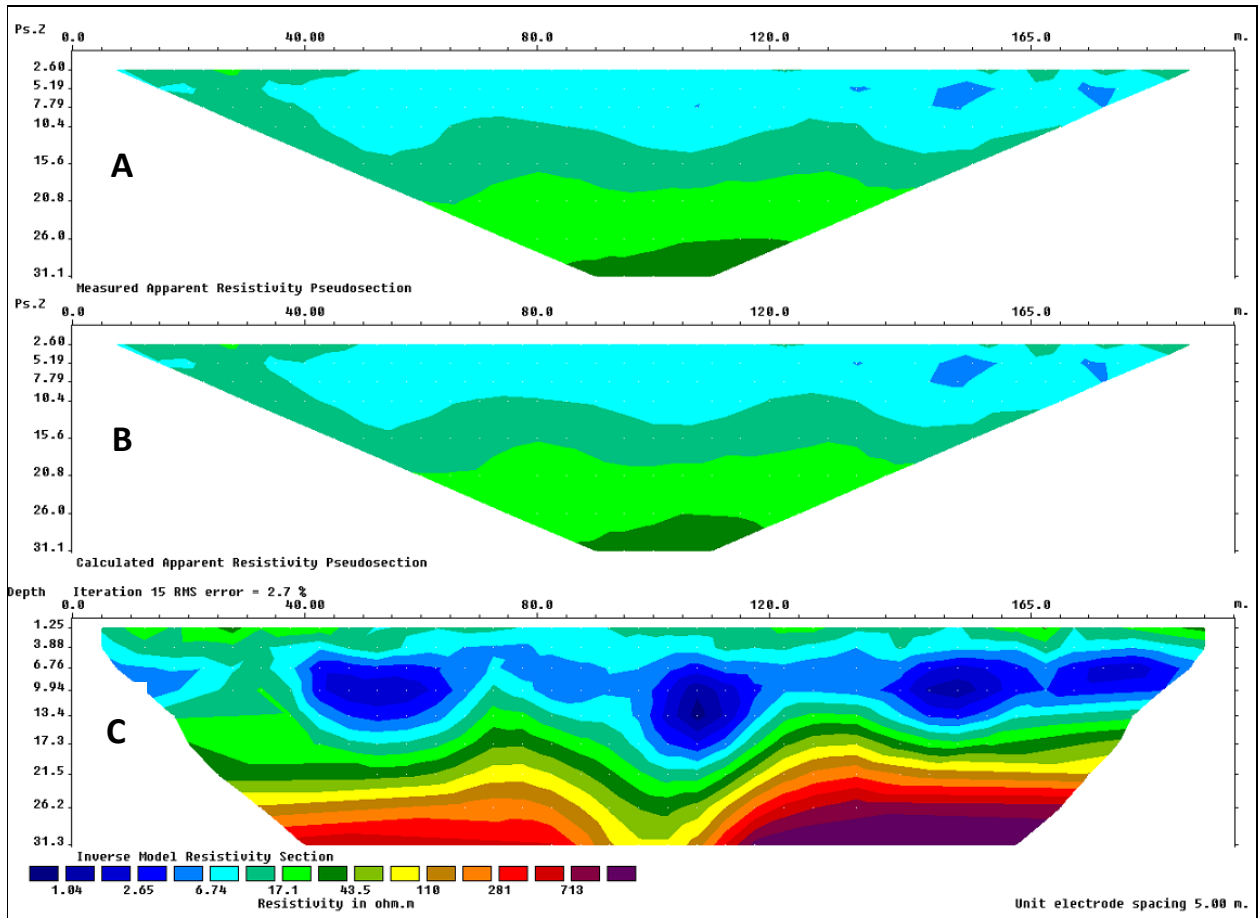 Ps.Z 0.0 40.00 80.0 120.0 165.0 m.
2.60
5.19
7.79
10.4
15.6
20.8
26.0
31.1
A
Measured Apparent Resistivity Pseudosection
Ps.Z 0.0 40.00 80.0 120.0 165.0 m.
2.60
5.19
7.79
10.4
15.6
20.8
26.0
31.1
B
Calculated Apparent Resistivity Pseudosection
Depth Iteration 15 RMS error = 2.7 %
0.0 40.00 80.0 120.0 165.0 m.
1.25
3.88
6.76
9.94
13.4
17.3
21.5
26.2
31.3
C
Inverse Model Resistivity Section
1.04 2.65 6.74 17.1 43.5 110 281 713
Resistivity in ohm.m
Unit electrode spacing 5.00 m.